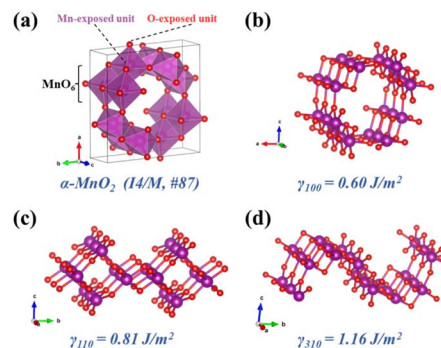 (a) Mn-exposed unit O-exposed unit (b)
MnO₆
a
b c
c
a b
α-MnO₂ (I4/M, #87) γ₁₀₀ = 0.60 J/m²
(c) (d)
c
b
c
b
γ₁₁₀ = 0.81 J/m² γ₃₁₀ = 1.16 J/m²